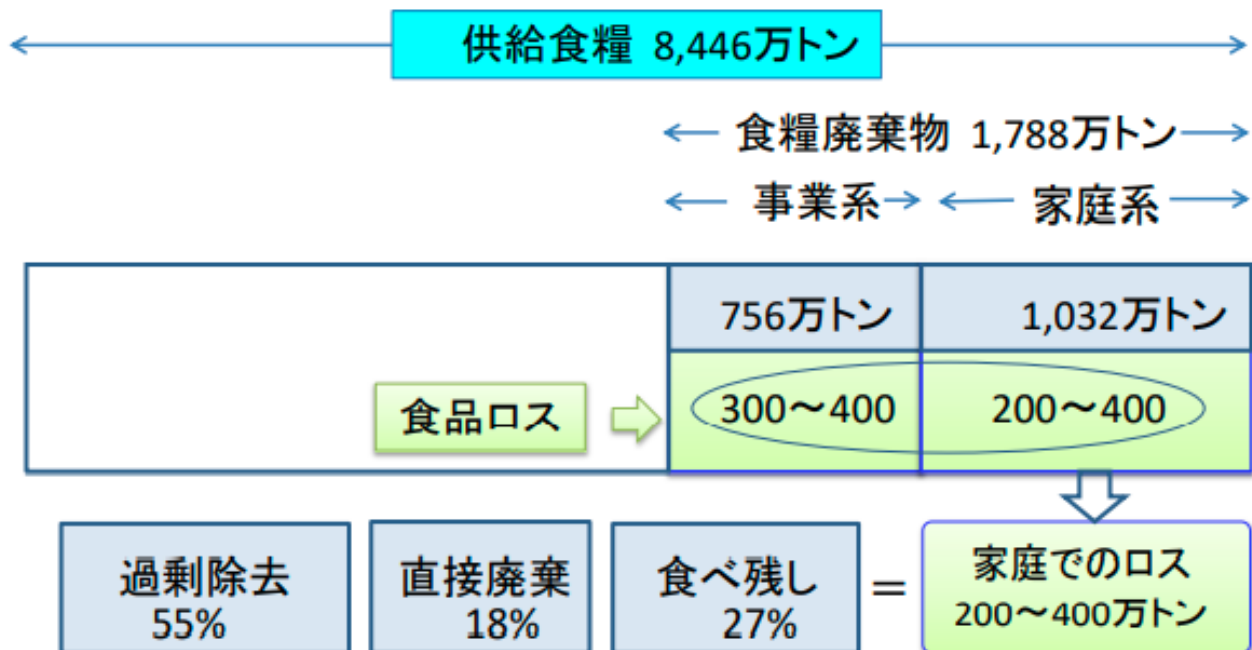 供給食糧 8,446万トン
食糧廃棄物 1,788万トン
事業系 家庭系
756万トン 1,032万トン
食品ロス 300～400 200～400
過剰除去 直接廃棄 食べ残し = 家庭でのロス
55% 18% 27% 200～400万トン